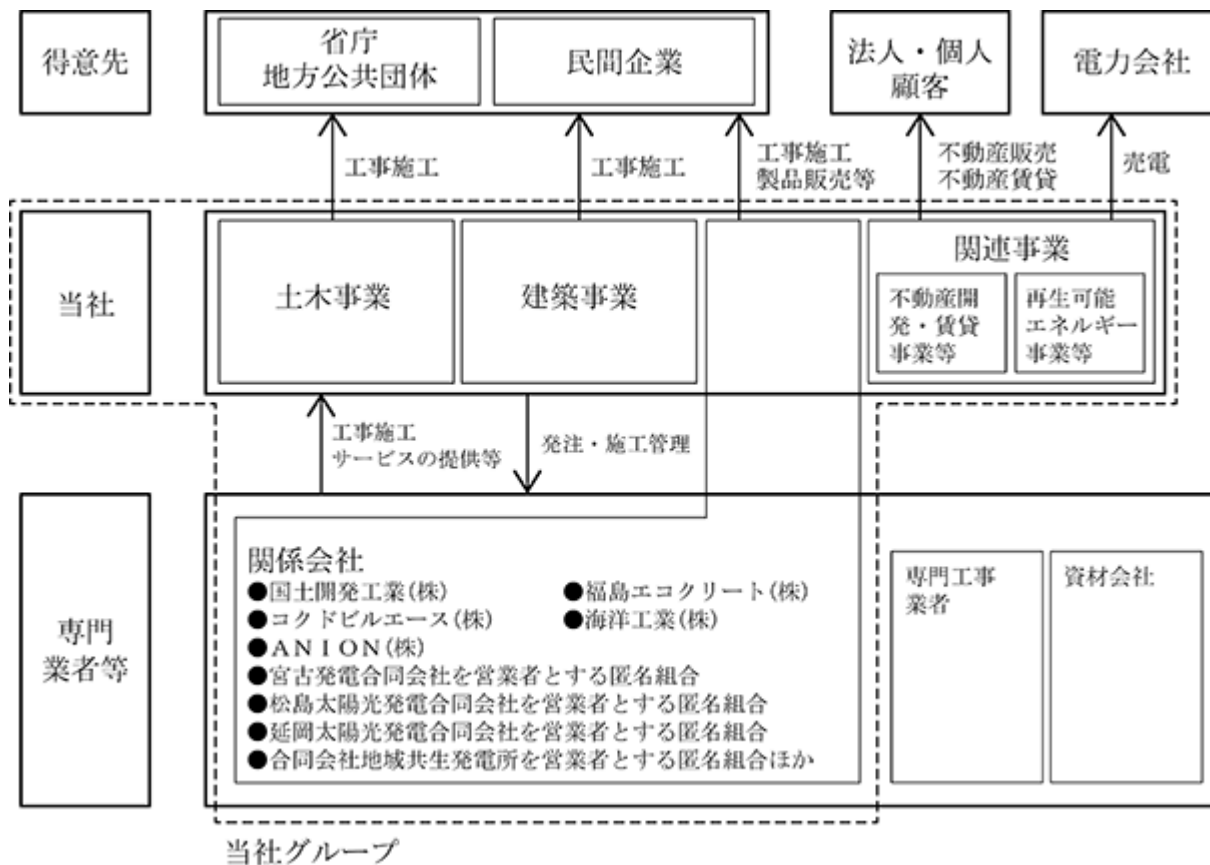 得意先
省庁
地方公共団体
民間企業
法人・個人
顧客
電力会社
工事施工
工事施工
工事施工
製品販売等
不動産販売
不動産賃貸
売電
当社
土木事業
建築事業
関連事業
不動産開
発・賃貸
事業等
再生可能
エネルギー
事業等
工事施工
サービスの提供等
発注・施工管理
専門
業者等
関係会社
●国土開発工業(株)
●福島エコクリート(株)
●コクドビルエース(株)
●海洋工業(株)
●ＡＮＩＯＮ(株)
●宮古発電合同会社を営業者とする匿名組合
●松島太陽光発電合同会社を営業者とする匿名組合
●延岡太陽光発電合同会社を営業者とする匿名組合
●合同会社地域共生発電所を営業者とする匿名組合ほか
専門工事
業者
資材会社
当社グループ